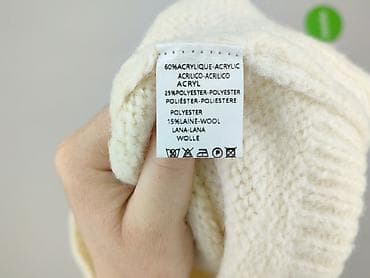 60%ACRYLIQUE-ACRYLIC
ACRILICO-ACRILICO
ACRYL
25%POLYESTER-POLYESTER
POLIÉSTER-POLIESTERE
POLYESTER
15%LAINE-WOOL
LANA-LANA
WOLLE